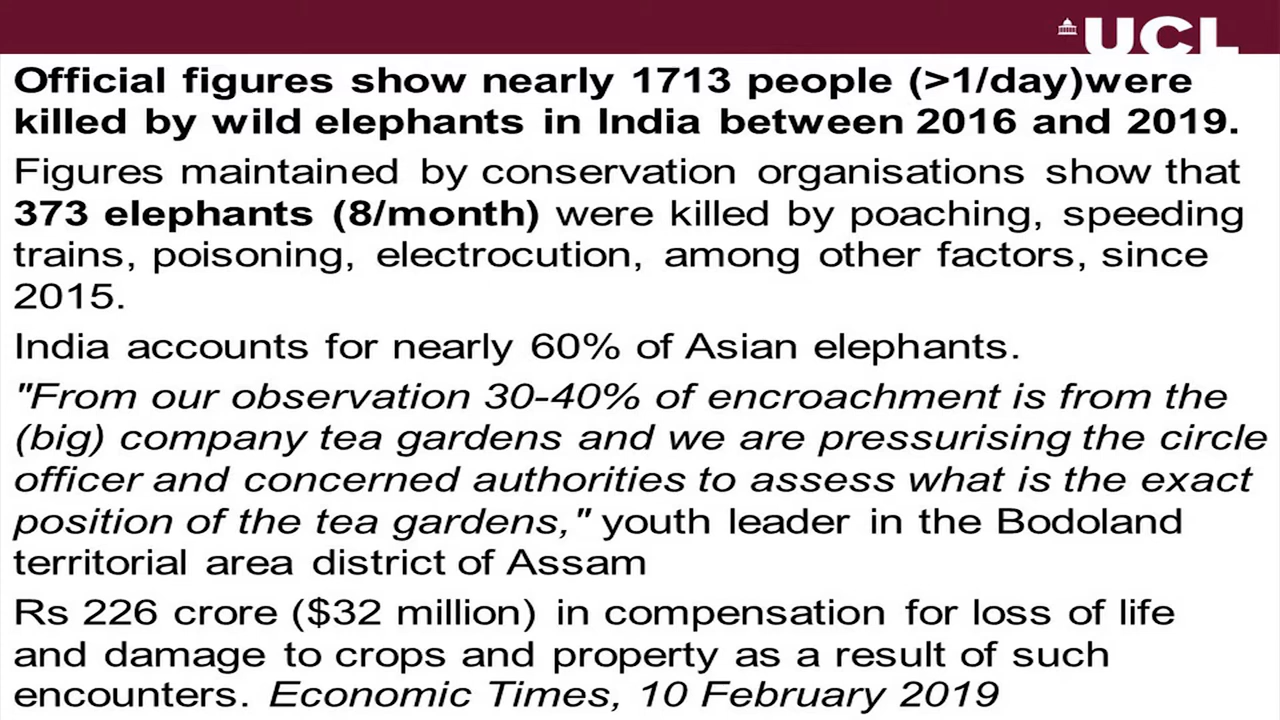 UCL
Official figures show nearly 1713 people (>1/day)were
killed by wild elephants in India between 2016 and 2019.
Figures maintained by conservation organisations show that
373 elephants (8/month) were killed by poaching, speeding
trains, poisoning, electrocution, among other factors, since
2015.
India accounts for nearly 60% of Asian elephants.
"From our observation 30-40% of encroachment is from the
(big) company tea gardens and we are pressurising the circle
officer and concerned authorities to assess what is the exact
position of the tea gardens," youth leader in the Bodoland
territorial area district of Assam
Rs 226 crore ($32 million) in compensation for loss of life
and damage to crops and property as a result of such
encounters. Economic Times, 10 February 2019